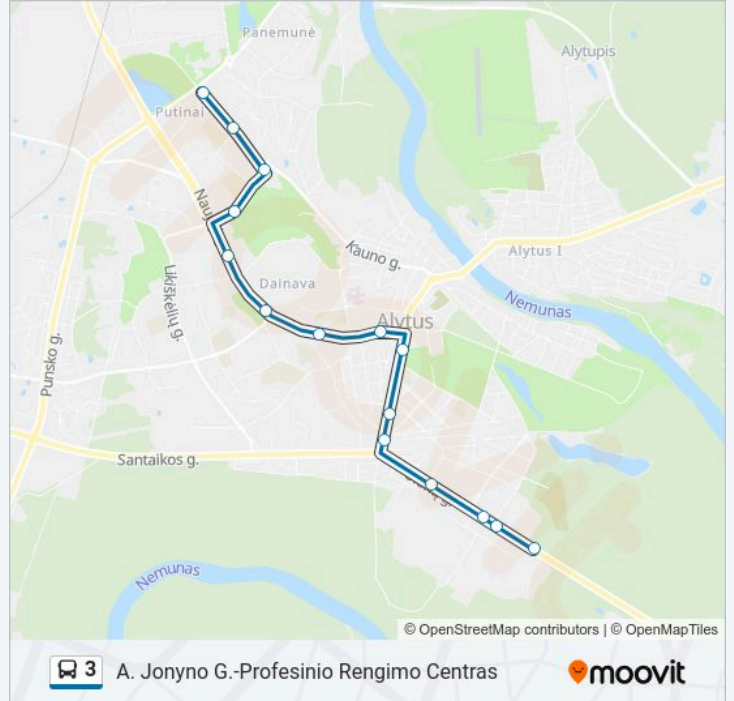 Panemunė
Alytupis
Putinai
Nauj
Kauno g.
Alytus I
Dainava
Likiškėlių g.
Nemunas
Alytus
Punsko g.
Santaikos g.
g.
Nemunas
© OpenStreetMap contributors | © OpenMapTiles
3 A. Jonyno G.-Profesinio Rengimo Centras
moovit